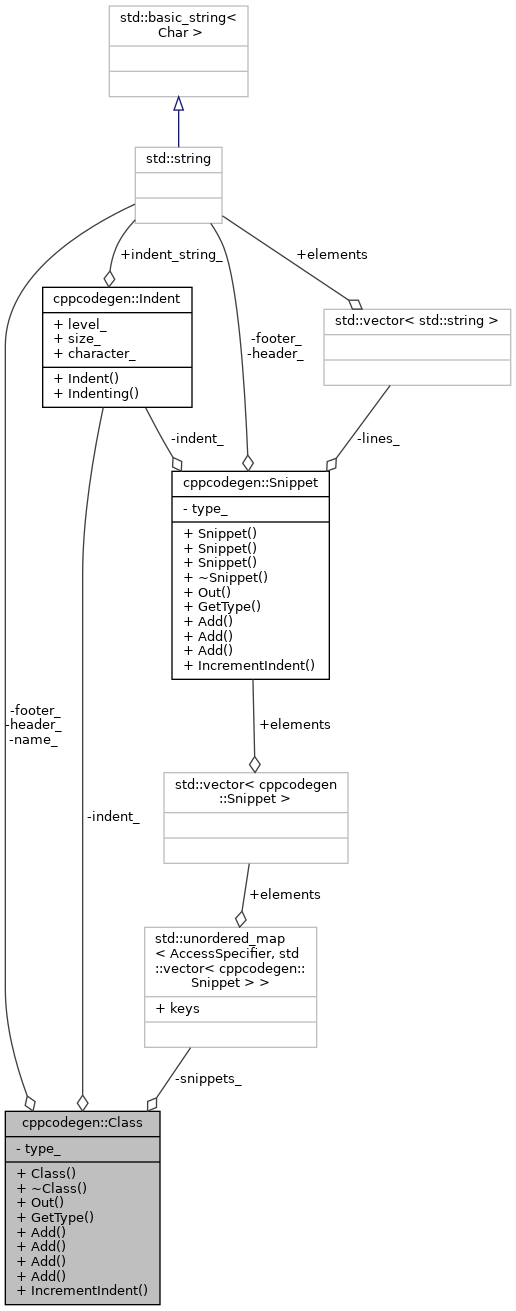 std::basic_string<
Char >
std::string
+indent_string_
+elements
cppcodegen::Indent
+ level_
+ size_
+ character_
+ Indent()
+ Indenting()
std::vector< std::string >
-footer_
-header_
-indent_
-lines_
cppcodegen::Snippet
- type_
+ Snippet()
+ Snippet()
+ Snippet()
+ ~Snippet()
+ Out()
+ GetType()
+ Add()
+ Add()
+ Add()
+ IncrementIndent()
-footer_
-header_
-name_
+elements
std::vector< cppcodegen
::Snippet >
-indent_
+elements
std::unordered_map
< AccessSpecifier, std
::vector< cppcodegen::
Snippet > >
+ keys
-snippets_
cppcodegen::Class
- type_
+ Class()
+ ~Class()
+ Out()
+ GetType()
+ Add()
+ Add()
+ Add()
+ Add()
+ IncrementIndent()